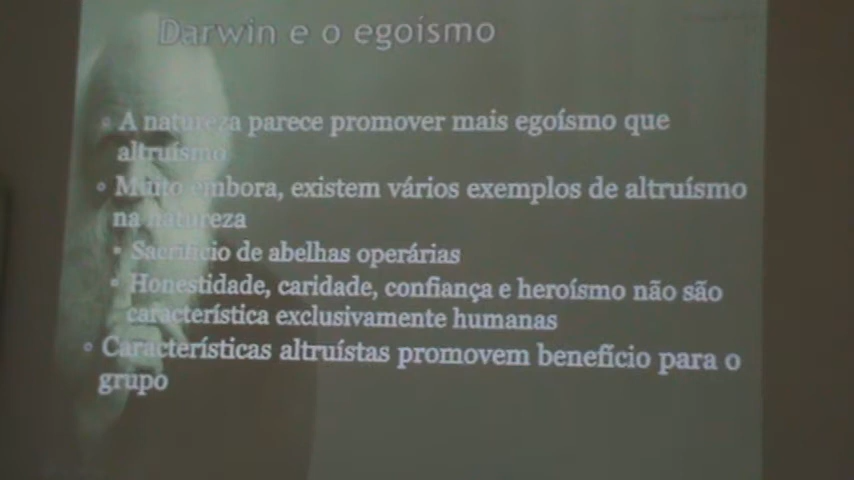 Darwin e o egoísmo
A natureza parece promover mais egoísmo que
altruísmo
Muito embora, existem vários exemplos de altruísmo
na natureza
Sacrifício de abelhas operárias
Honestidade, caridade, confiança e heroísmo não são
característica exclusivamente humanas
Características altruístas promovem benefício para o
grupo